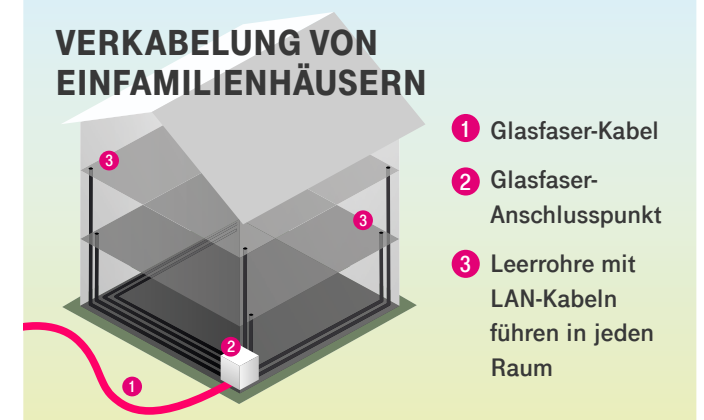 VERKABELUNG VON
EINFAMILIENHÄUSERN
1 Glasfaser-Kabel
2 Glasfaser-
Anschlusspunkt
3 Leerrohre mit
LAN-Kabeln
führen in jeden
Raum
3
3
2
1